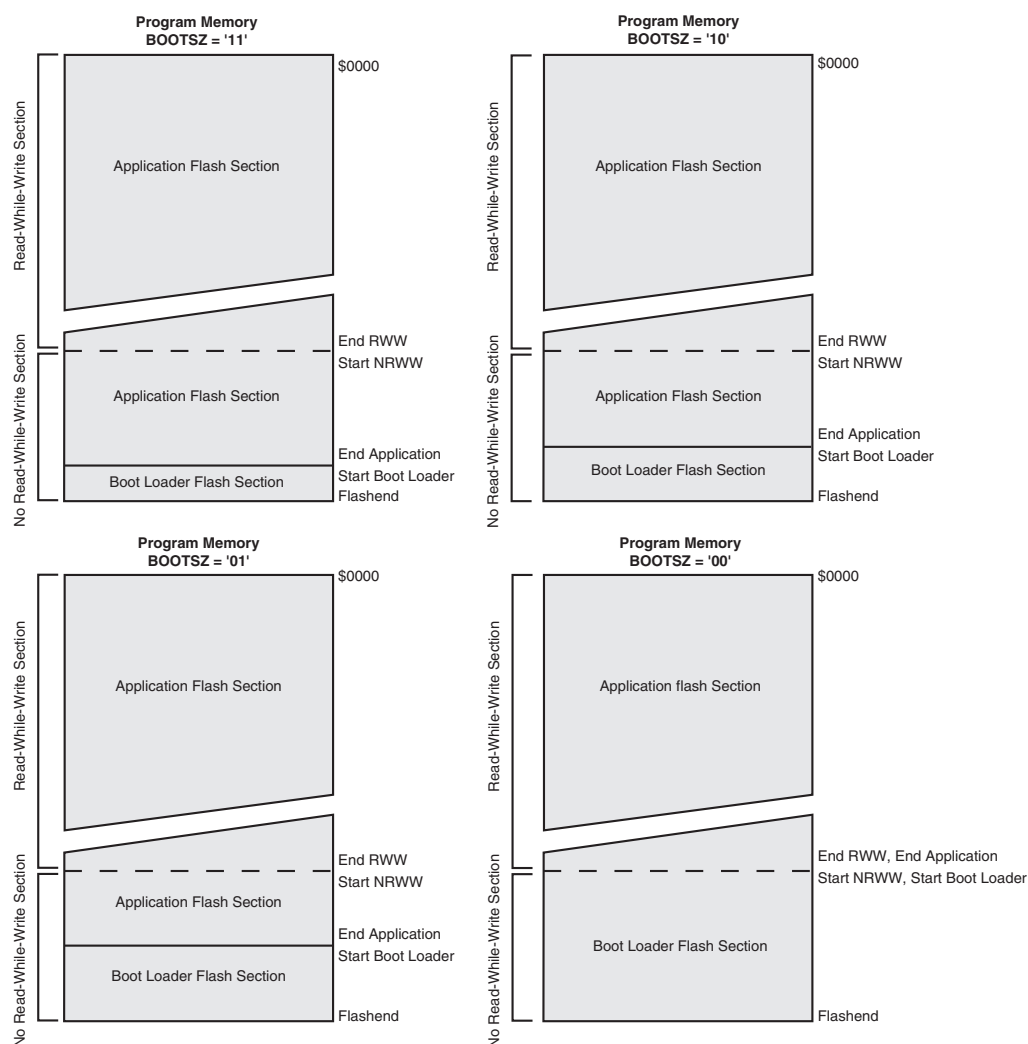 Program Memory
BOOTSZ = '11'
$0000
Read-While-Write Section
Application Flash Section
End RWW
Start NRWW
No Read-While-Write Section
Application Flash Section
End Application
Start Boot Loader
Boot Loader Flash Section
Flashend
Program Memory
BOOTSZ = '10'
$0000
Read-While-Write Section
Application Flash Section
End RWW
Start NRWW
No Read-While-Write Section
Application Flash Section
End Application
Start Boot Loader
Boot Loader Flash Section
Flashend
Program Memory
BOOTSZ = '01'
$0000
Read-While-Write Section
Application Flash Section
End RWW
Start NRWW
No Read-While-Write Section
Application Flash Section
End Application
Start Boot Loader
Boot Loader Flash Section
Flashend
Program Memory
BOOTSZ = '00'
$0000
Read-While-Write Section
Application flash Section
End RWW, End Application
Start NRWW, Start Boot Loader
No Read-While-Write Section
Boot Loader Flash Section
Flashend